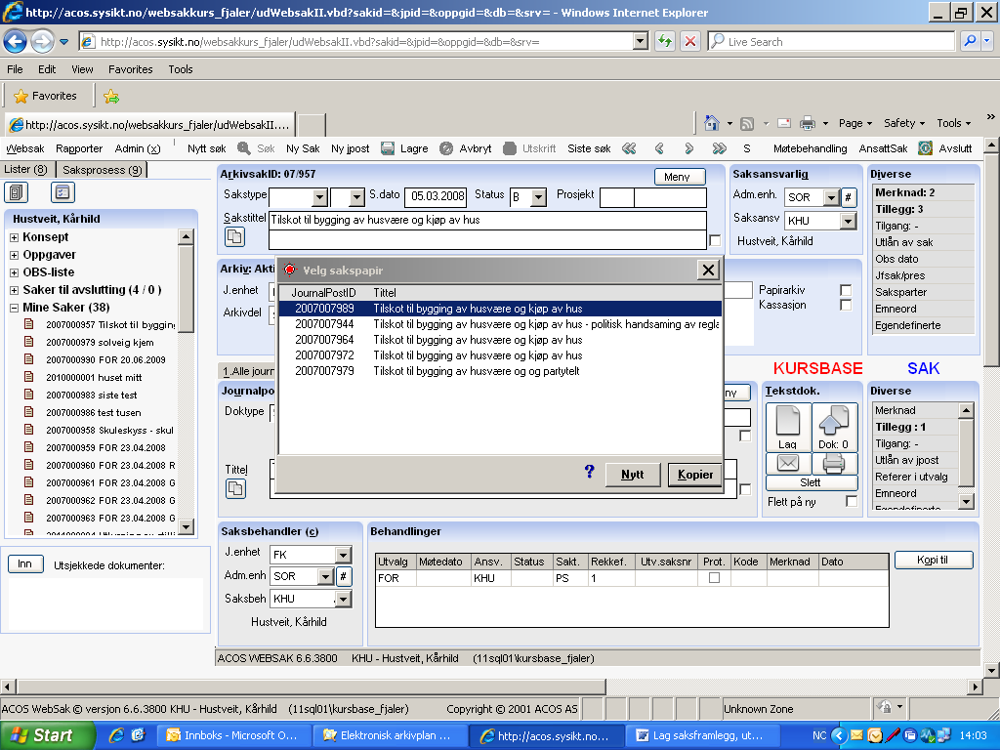 http://acos.sysikt.no/websakkurs_fjaler/udWebsakII.vbd?sakid=&jpid=&oppgid=&db=&srv= - Windows Internet Explorer
http://acos.sysikt.no/websakkurs_fjaler/udWebsakII.vbd?sakid=&jpid=&oppgid=&db=&srv=
Live Search
File Edit View Favorites Tools
Favorites
http://acos.sysikt.no/websakkurs_fjaler/udWebsakII....
Page Safety Tools
Websak Rapporter Admin (x) Nytt søk Søk Ny Sak Ny jpost Lagre Avbryt Utskrift Siste søk S Møtebehandling AnsattSak Avslutt
Lister (8) Saksprosess (9)
Hustveit, Kårhild
Konsept
Oppgaver
OBS-liste
Saker til avslutting (4 / 0 )
Mine Saker (38)
2007000957 Tilskot til bygging
2007000979 solveig kjem
2007000990 FOR 20.06.2009
2010000001 huset mitt
2007000983 siste test
2007000986 test tusen
2007000958 Skuleskyss - skul
2007000959 FOR 23.04.2008
2007000960 FOR 23.04.2008 R
2007000961 FOR 23.04.2008 G
2007000962 FOR 23.04.2008 G
2007000963 FOR 23.04.2008 G
Inn Utsjekkede dokumenter:
ArkivsakID: 07/957 Meny
Sakstype S.dato 05.03.2008 Status B Prosjekt
Sakstittel Tilskot til bygging av husvære og kjøp av hus
Saksansvarlig
Adm.enh. SOR #
Saksansv KHU
Hustveit, Kårhild
Diverse
Merknad: 2
Tillegg: 3
Tilgang: -
Utlån av sak
Obs dato
Jfsak/pres
Saksparter
Emneord
Egendefinerte
Arkiv: Akti
J.enhet
Arkivdel
Papirarkiv
Kassasjon
Velg sakspapir
JournalPostID Tittel
2007007989 Tilskot til bygging av husvære og kjøp av hus
2007007944 Tilskot til bygging av husvære og kjøp av hus - politisk handsaming av regla
2007007964 Tilskot til bygging av husvære og kjøp av hus
2007007972 Tilskot til bygging av husvære og kjøp av hus
2007007979 Tilskot til bygging av husvære og og partytelt
? Nytt Kopier
KURSBASE SAK
1.Alle journ
Journalpo
Doktype
Tittel
ny
Tekstdok.
Lag Dok: 0
Slett
Flett på ny
Diverse
Merknad
Tillegg : 1
Tilgang: -
Utlån av jpost
Referer i utvalg
Emneord
Egendefinerte
Saksbehandler (c)
J.enhet FK
Adm.enh SOR #
Saksbeh KHU
Hustveit, Kårhild
Behandlinger
Utvalg Møtedato Ansv. Status Sakt. Rekkef. Utv.saksnr Prot. Kode Merknad Dato
FOR KHU PS 1
Kopi til
ACOS WEBSAK 6.6.3800 KHU - Hustveit, Kårhild (11sql01\kursbase_fjaler)
ACOS WebSak © versjon 6.6.3800 KHU - Hustveit, Kårhild (11sql01\kursbase_fjaler) Copyright © 2001 ACOS AS Unknown Zone
Start Innboks - Microsoft O... Elektronisk arkivplan ... http://acos.sysikt.no... Lag saksframlegg, ut... NC 14:03